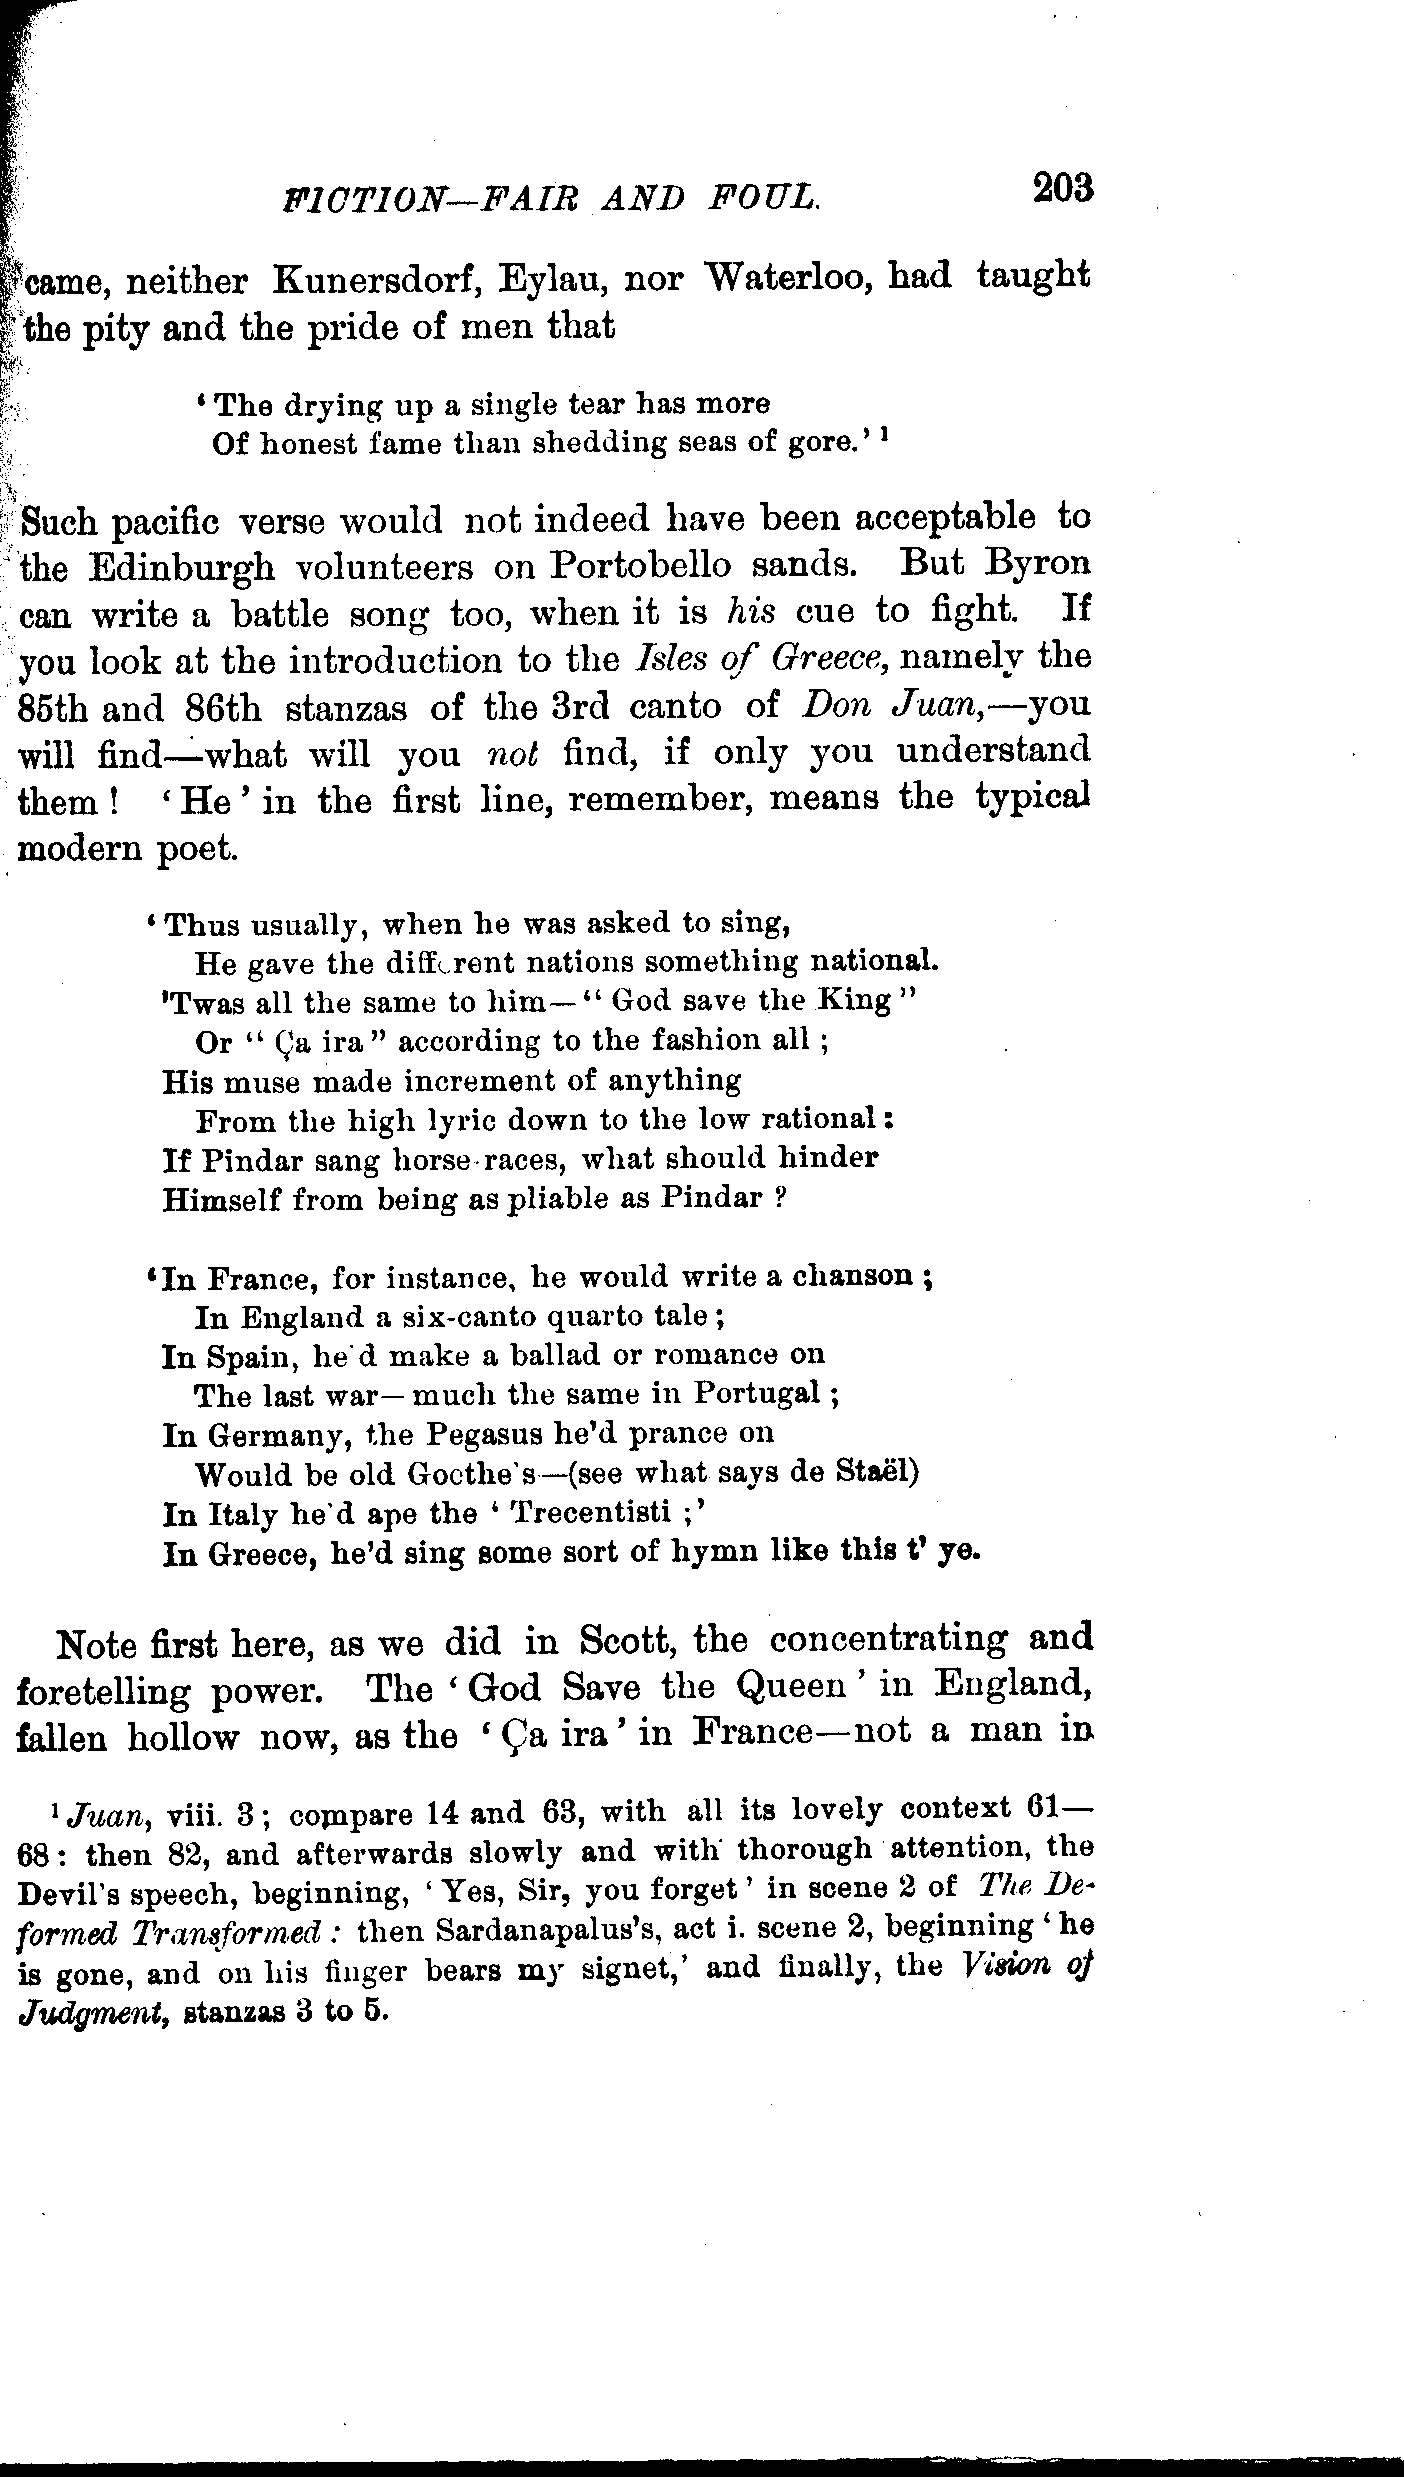 FICTION—FAIR AND FOUL. 203
came, neither Kunersdorf, Eylau, nor Waterloo, had taught
the pity and the pride of men that
‘ The drying up a single tear has more
Of honest fame than shedding seas of gore.’ ¹
Such pacific verse would not indeed have been acceptable to
the Edinburgh volunteers on Portobello sands. But Byron
can write a battle song too, when it is his cue to fight. If
you look at the introduction to the Isles of Greece, namely the
85th and 86th stanzas of the 3rd canto of Don Juan,—you
will find—what will you not find, if only you understand
them ! ‘ He ’ in the first line, remember, means the typical
modern poet.
‘ Thus usually, when he was asked to sing,
He gave the different nations something national.
’Twas all the same to him—“ God save the King ”
Or “ Ça ira ” according to the fashion all ;
His muse made increment of anything
From the high lyric down to the low rational :
If Pindar sang horse-races, what should hinder
Himself from being as pliable as Pindar ?
‘ In France, for instance, he would write a chanson ;
In England a six-canto quarto tale ;
In Spain, he'd make a ballad or romance on
The last war—much the same in Portugal ;
In Germany, the Pegasus he’d prance on
Would be old Goethe's—(see what says de Staël)
In Italy he'd ape the ‘ Trecentisti ;’
In Greece, he’d sing some sort of hymn like this t’ ye.
Note first here, as we did in Scott, the concentrating and
foretelling power. The ‘ God Save the Queen ’ in England,
fallen hollow now, as the ‘ Ça ira ’ in France—not a man in
¹ Juan, viii. 3 ; compare 14 and 63, with all its lovely context 61—
68 : then 82, and afterwards slowly and with thorough attention, the
Devil's speech, beginning, ‘ Yes, Sir, you forget ’ in scene 2 of The De-
formed Transformed : then Sardanapalus's, act i. scene 2, beginning ‘ he
is gone, and on his finger bears my signet,’ and finally, the Vision of
Judgment, stanzas 3 to 5.